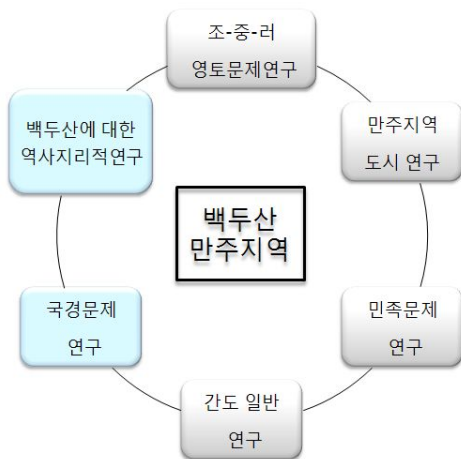 조-중-러
영토문제연구
백두산에 대한
역사지리적연구
만주지역
도시 연구
백두산
만주지역
국경문제
연구
민족문제
연구
간도 일반
연구